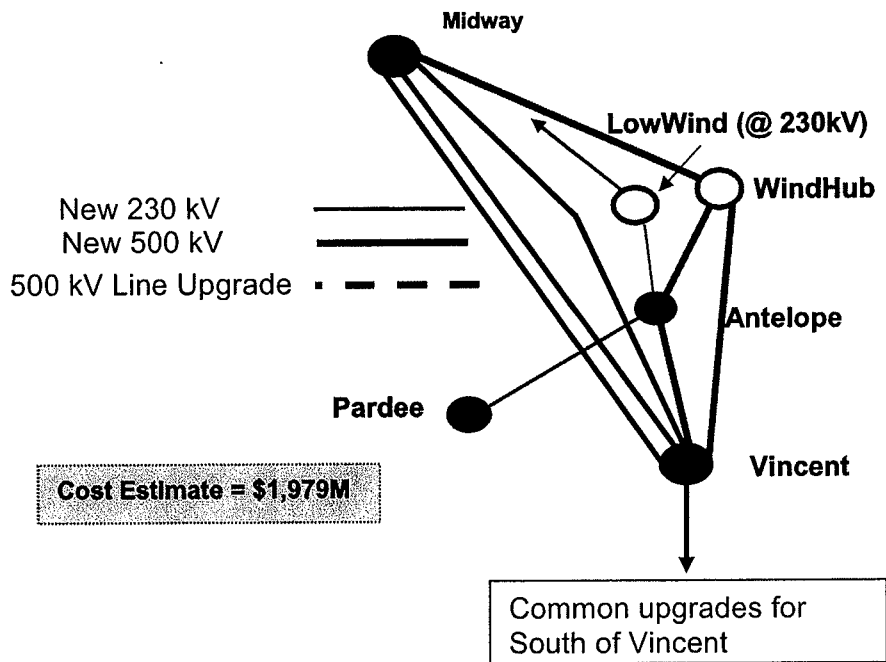 Midway
LowWind (@ 230kV)
WindHub
New 230 kV
New 500 kV
500 kV Line Upgrade
Antelope
Pardee
Vincent
Cost Estimate = $1,979M
Common upgrades for
South of Vincent